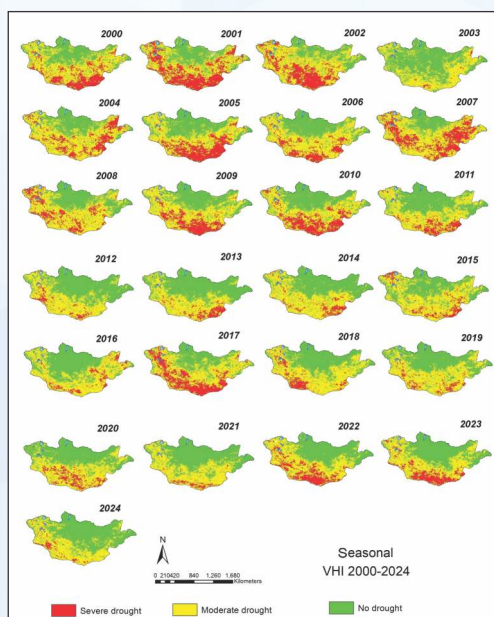 2000 2001 2002 2003
2004 2005 2006 2007
2008 2009 2010 2011
2012 2013 2014 2015
2016 2017 2018 2019
2020 2021 2022 2023
2024
N
0 210420 840 1,260 1,680
Kilometers
Seasonal
VHI 2000-2024
Severe drought Moderate drought No drought